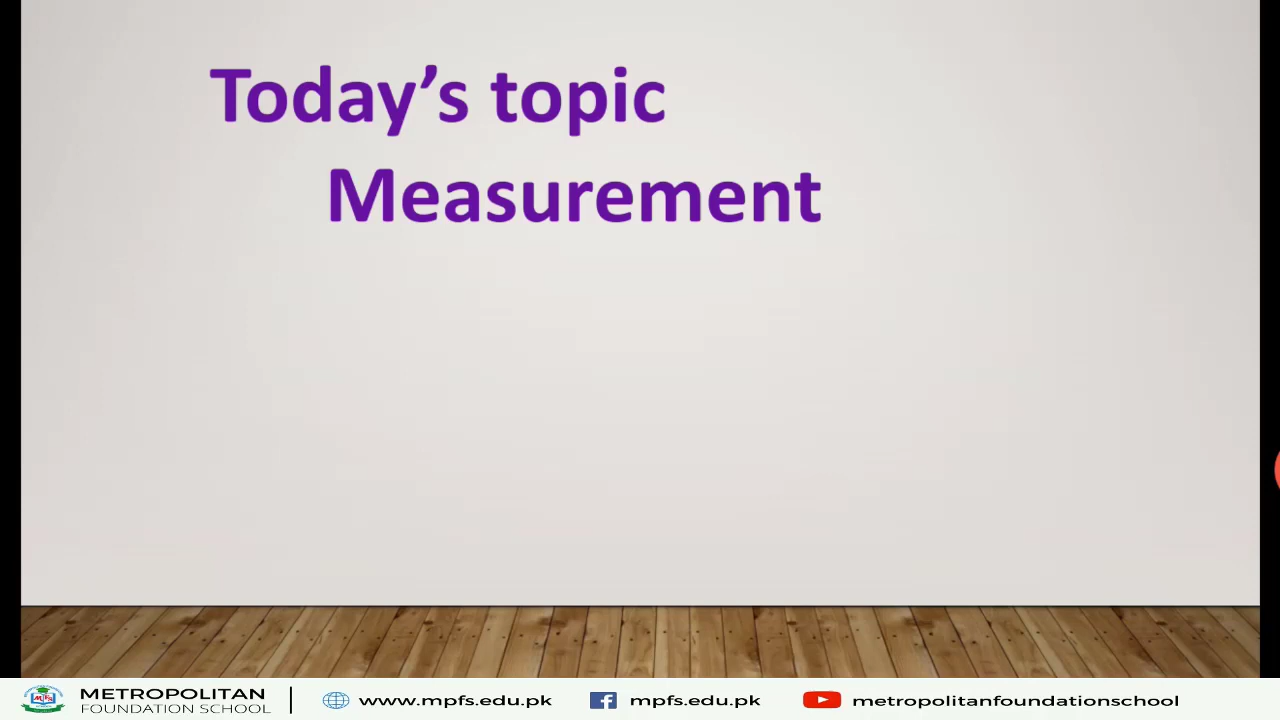 Today’s topic
Measurement
METROPOLITAN
FOUNDATION SCHOOL
www.mpfs.edu.pk
mpfs.edu.pk
metropolitanfoundationschool